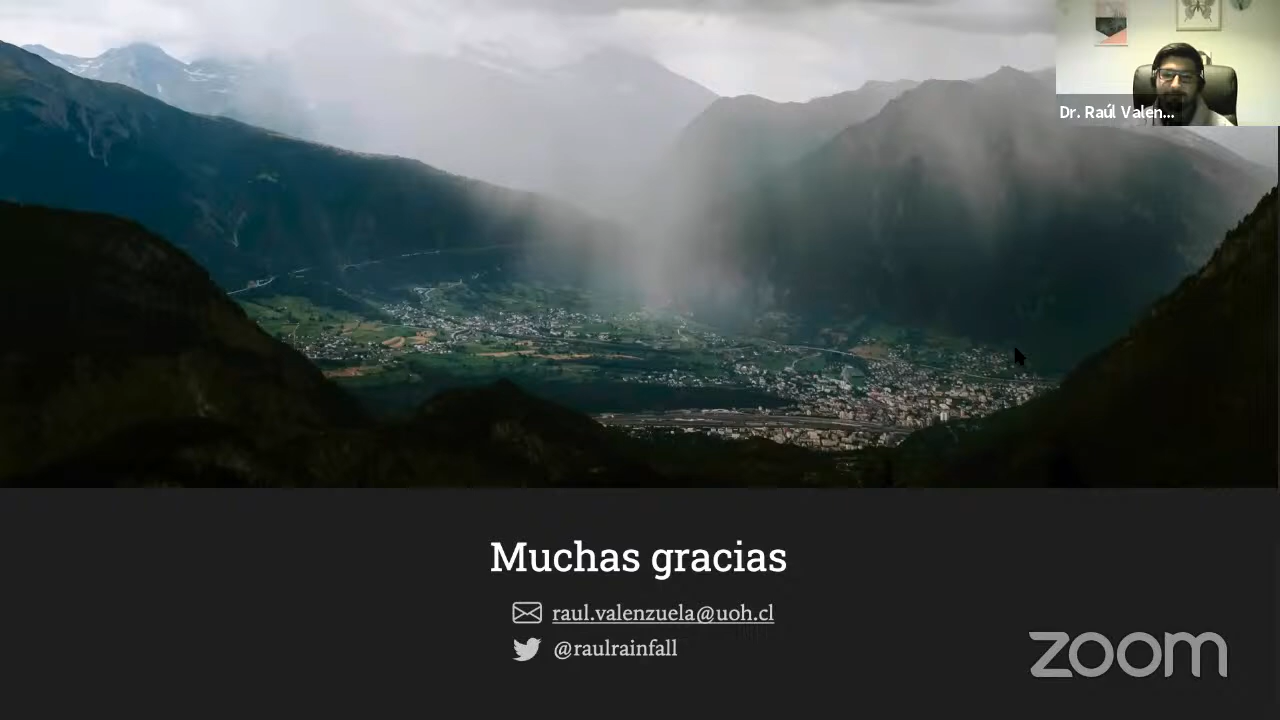 Dr. Raúl Valen...
Muchas gracias
raul.valenzuela@uoh.cl
@raulrainfall
zoom